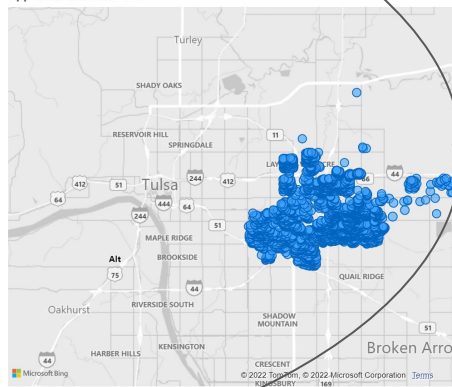 Turley
SHADY OAKS
RESERVOIR HILL
11
SPRINGDALE
412
51
Tulsa
244
412
44
64
444
64
244
51
MAPLE RIDGE
Alt
75
BROOKSIDE
QUAIL RIDGE
44
RIVERSIDE SOUTH
Oakhurst
SHADOW
MOUNTAIN
51
44
HARBER HILLS
KENSINGTON
Broken Arro
CRESCENT
Microsoft Bing
© 2022 TomTom, © 2022 Microsoft Corporation Terms
KINGSBURY
169